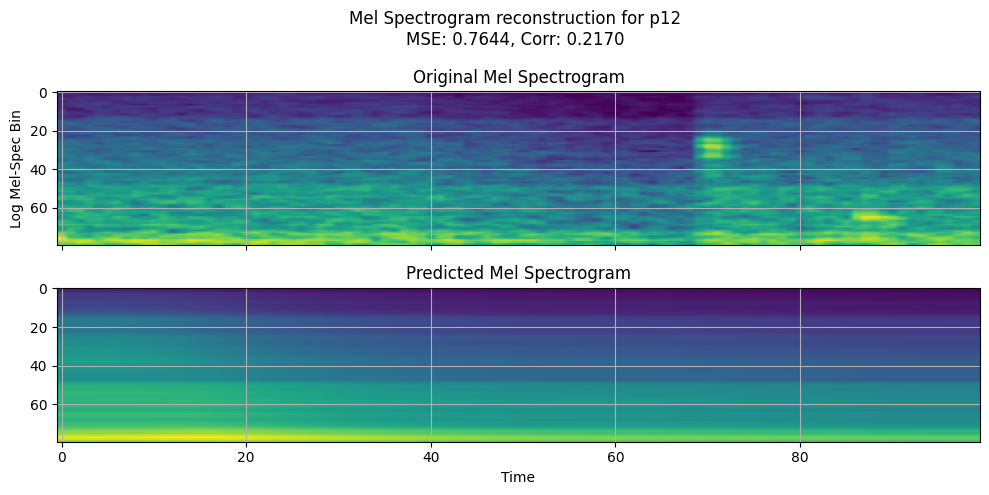 Mel Spectrogram reconstruction for p12
MSE: 0.7644, Corr: 0.2170
Original Mel Spectrogram
0
20
40
60
Log Mel-Spec Bin
Predicted Mel Spectrogram
0
20
40
60
0 20 40 60 80
Time